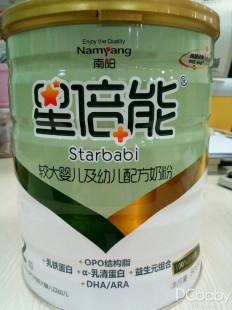 Enjoy the Quality
Namyang
南阳
星倍能®
Starbabi
较大婴儿及幼儿配方奶粉
2
+乳铁蛋白
+OPO结构脂
+α-乳清蛋白
+益生元组合
+DHA/ARA
PCbaby